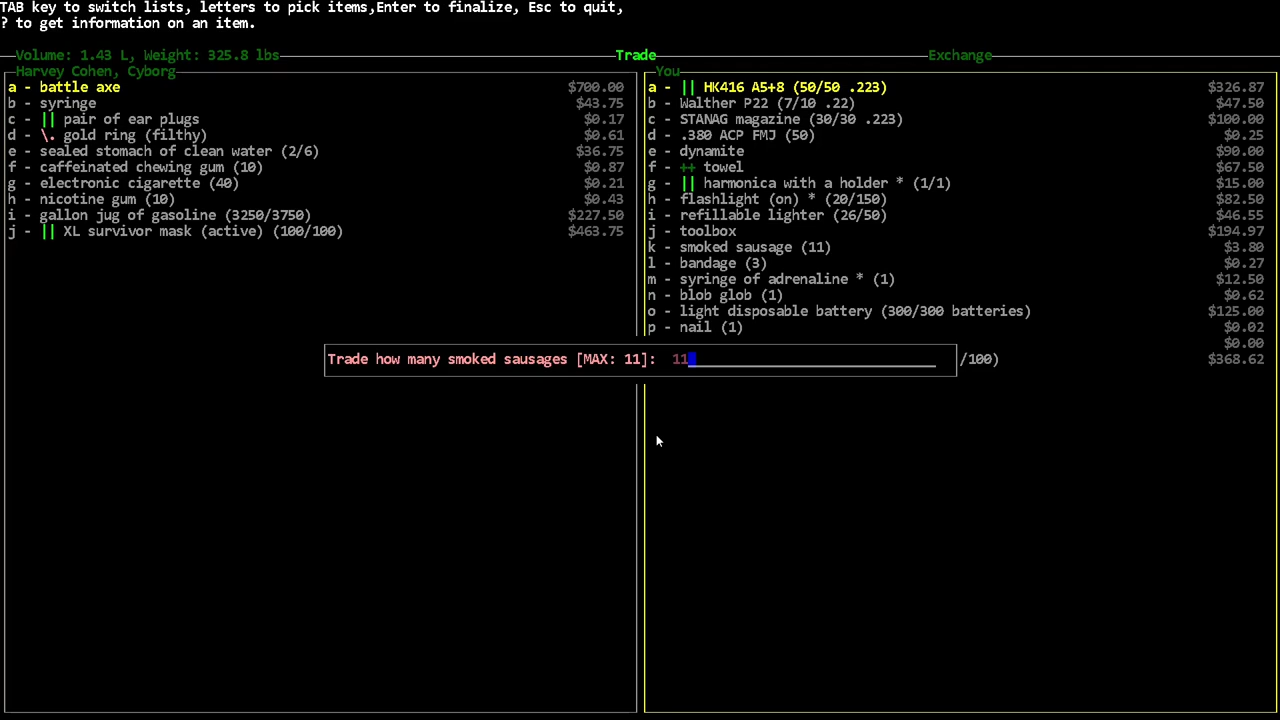 TAB key to switch lists, letters to pick items,Enter to finalize, Esc to quit,
? to get information on an item.
Volume: 1.43 L, Weight: 325.8 lbs Trade Exchange
Harvey Cohen, Cyborg You
a - battle axe $700.00
b - syringe $43.75
c - || pair of ear plugs $0.17
d - \. gold ring (filthy) $0.61
e - sealed stomach of clean water (2/6) $36.75
f - caffeinated chewing gum (10) $0.87
g - electronic cigarette (40) $0.21
h - nicotine gum (10) $0.43
i - gallon jug of gasoline (3250/3750) $227.50
j - || XL survivor mask (active) (100/100) $463.75
a - || HK416 A5+8 (50/50 .223) $326.87
b - Walther P22 (7/10 .22) $47.50
c - STANAG magazine (30/30 .223) $100.00
d - .380 ACP FMJ (50) $0.25
e - dynamite $90.00
f - ++ towel $67.50
g - || harmonica with a holder * (1/1) $15.00
h - flashlight (on) * (20/150) $82.50
i - refillable lighter (26/50) $46.55
j - toolbox $194.97
k - smoked sausage (11) $3.80
l - bandage (3) $0.27
m - syringe of adrenaline * (1) $12.50
n - blob glob (1) $0.62
o - light disposable battery (300/300 batteries) $125.00
p - nail (1) $0.02
$0.00
/100) $368.62
Trade how many smoked sausages [MAX: 11]: 11